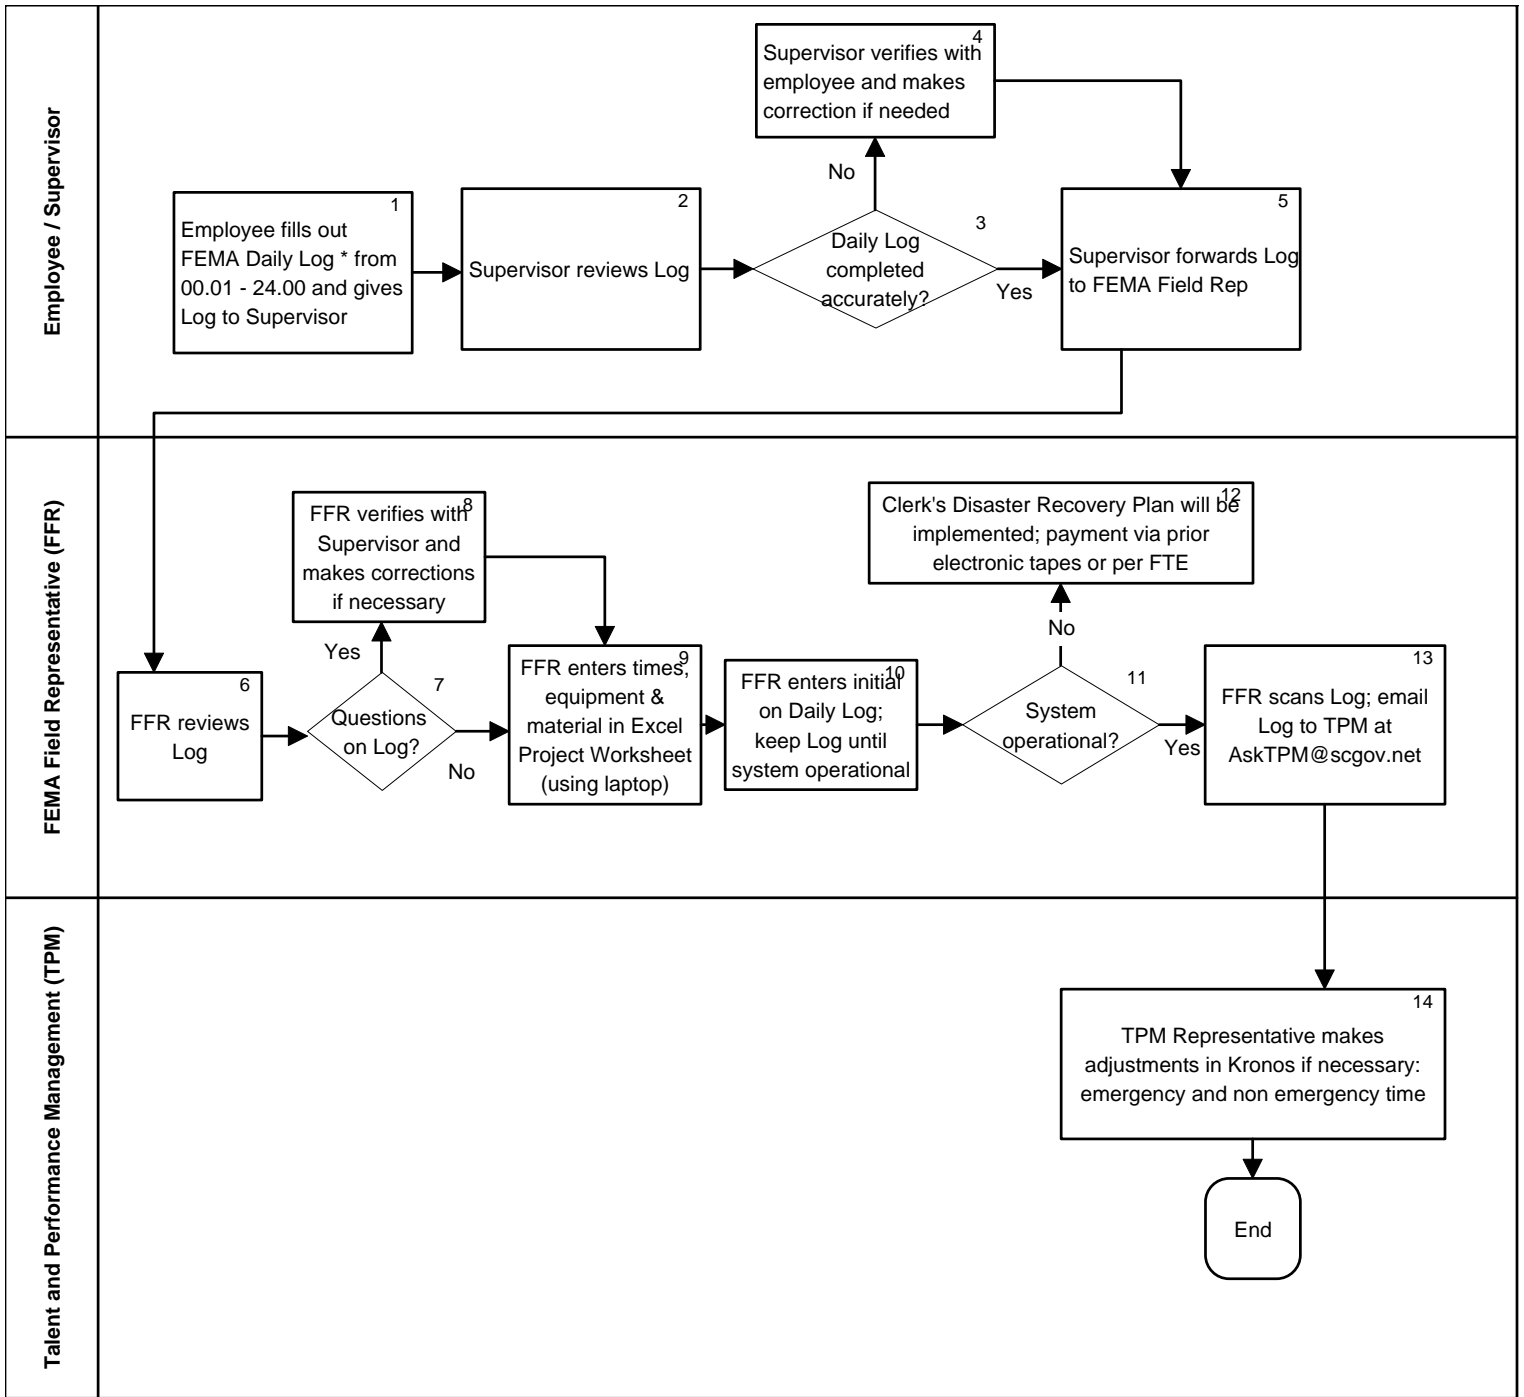 Employee / Supervisor
1
Employee fills out
FEMA Daily Log * from
00.01 - 24.00 and gives
Log to Supervisor
2
Supervisor reviews Log
3
Daily Log
completed
accurately?
No
Yes
4
Supervisor verifies with
employee and makes
correction if needed
5
Supervisor forwards Log
to FEMA Field Rep
FEMA Field Representative (FFR)
6
FFR reviews
Log
7
Questions
on Log?
Yes
No
8
FFR verifies with
Supervisor and
makes corrections
if necessary
9
FFR enters times,
equipment &
material in Excel
Project Worksheet
(using laptop)
10
FFR enters initial
on Daily Log;
keep Log until
system operational
11
System
operational?
No
Yes
12
Clerk's Disaster Recovery Plan will be
implemented; payment via prior
electronic tapes or per FTE
13
FFR scans Log; email
Log to TPM at
AskTPM@scgov.net
Talent and Performance Management (TPM)
14
TPM Representative makes
adjustments in Kronos if necessary:
emergency and non emergency time
End